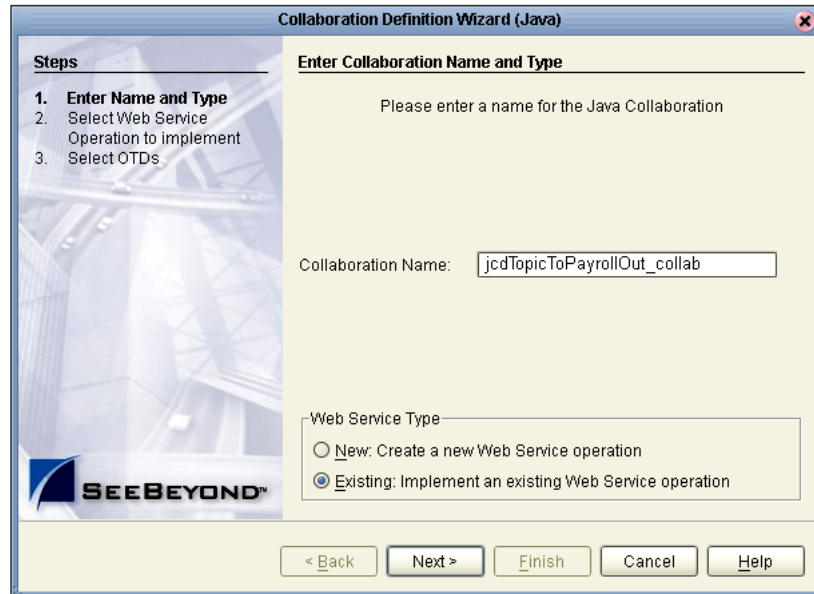 Collaboration Definition Wizard (Java)
Steps
1. Enter Name and Type
2. Select Web Service
Operation to implement
3. Select OTDs
SEEBEYOND™
Enter Collaboration Name and Type
Please enter a name for the Java Collaboration
Collaboration Name: jcdTopicToPayrollOut_collab
Web Service Type
New: Create a new Web Service operation
Existing: Implement an existing Web Service operation
< Back Next > Finish Cancel Help